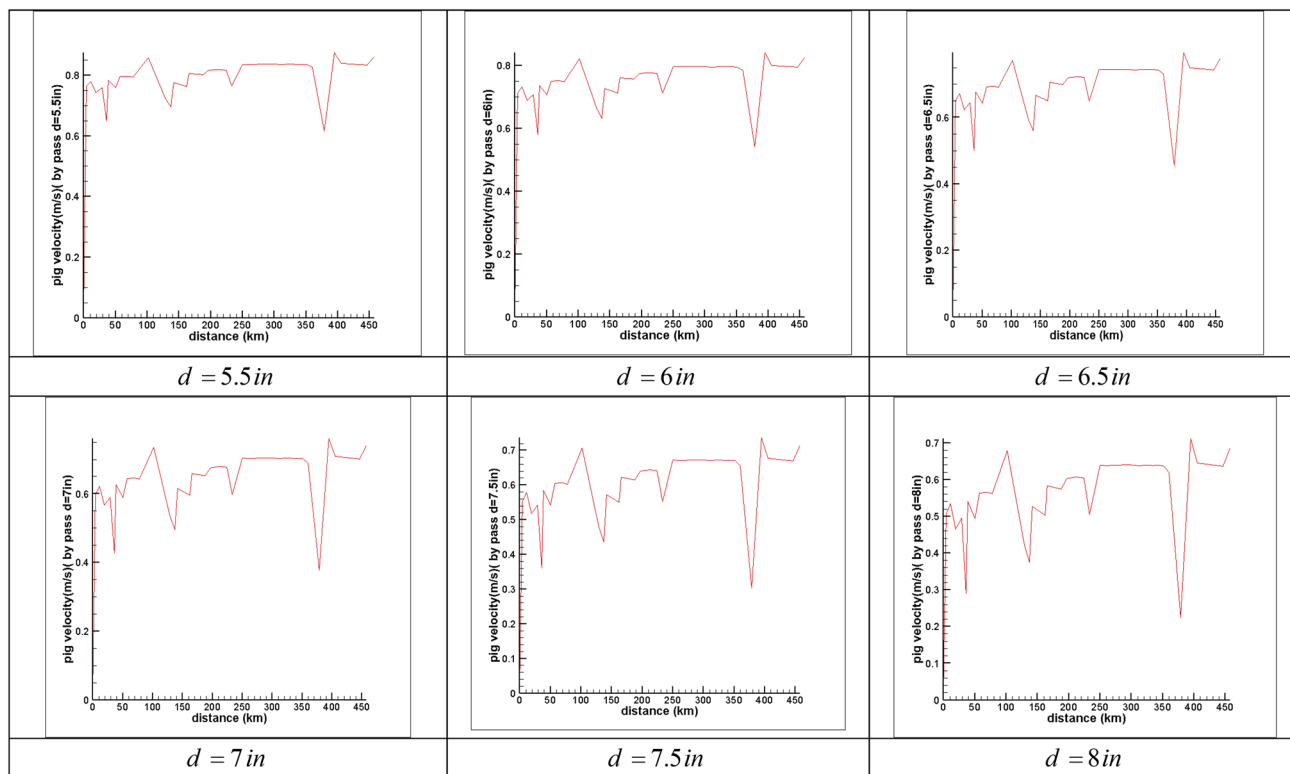 pig velocity(m/s)( by pass d=5.5in)
0.8
0.6
0.4
0.2
0
0 50 100 150 200 250 300 350 400 450
distance (km)
pig velocity(m/s)( by pass d=6in)
0.8
0.6
0.4
0.2
0
0 50 100 150 200 250 300 350 400 450
distance (km)
pig velocity(m/s)( by pass d=6.5in)
0.6
0.4
0.2
0
0 50 100 150 200 250 300 350 400 450
distance (km)
d = 5.5in
d = 6in
d = 6.5in
pig velocity(m/s)( by pass d=7in)
0.6
0.4
0.2
0
0 50 100 150 200 250 300 350 400 450
distance (km)
pig velocity(m/s)( by pass d=7.5in)
0.7
0.6
0.5
0.4
0.3
0.2
0.1
0
0 50 100 150 200 250 300 350 400 450
distance (km)
pig velocity(m/s)( by pass d=8in)
0.7
0.6
0.5
0.4
0.3
0.2
0.1
0
0 50 100 150 200 250 300 350 400 450
distance (km)
d = 7in
d = 7.5in
d = 8in